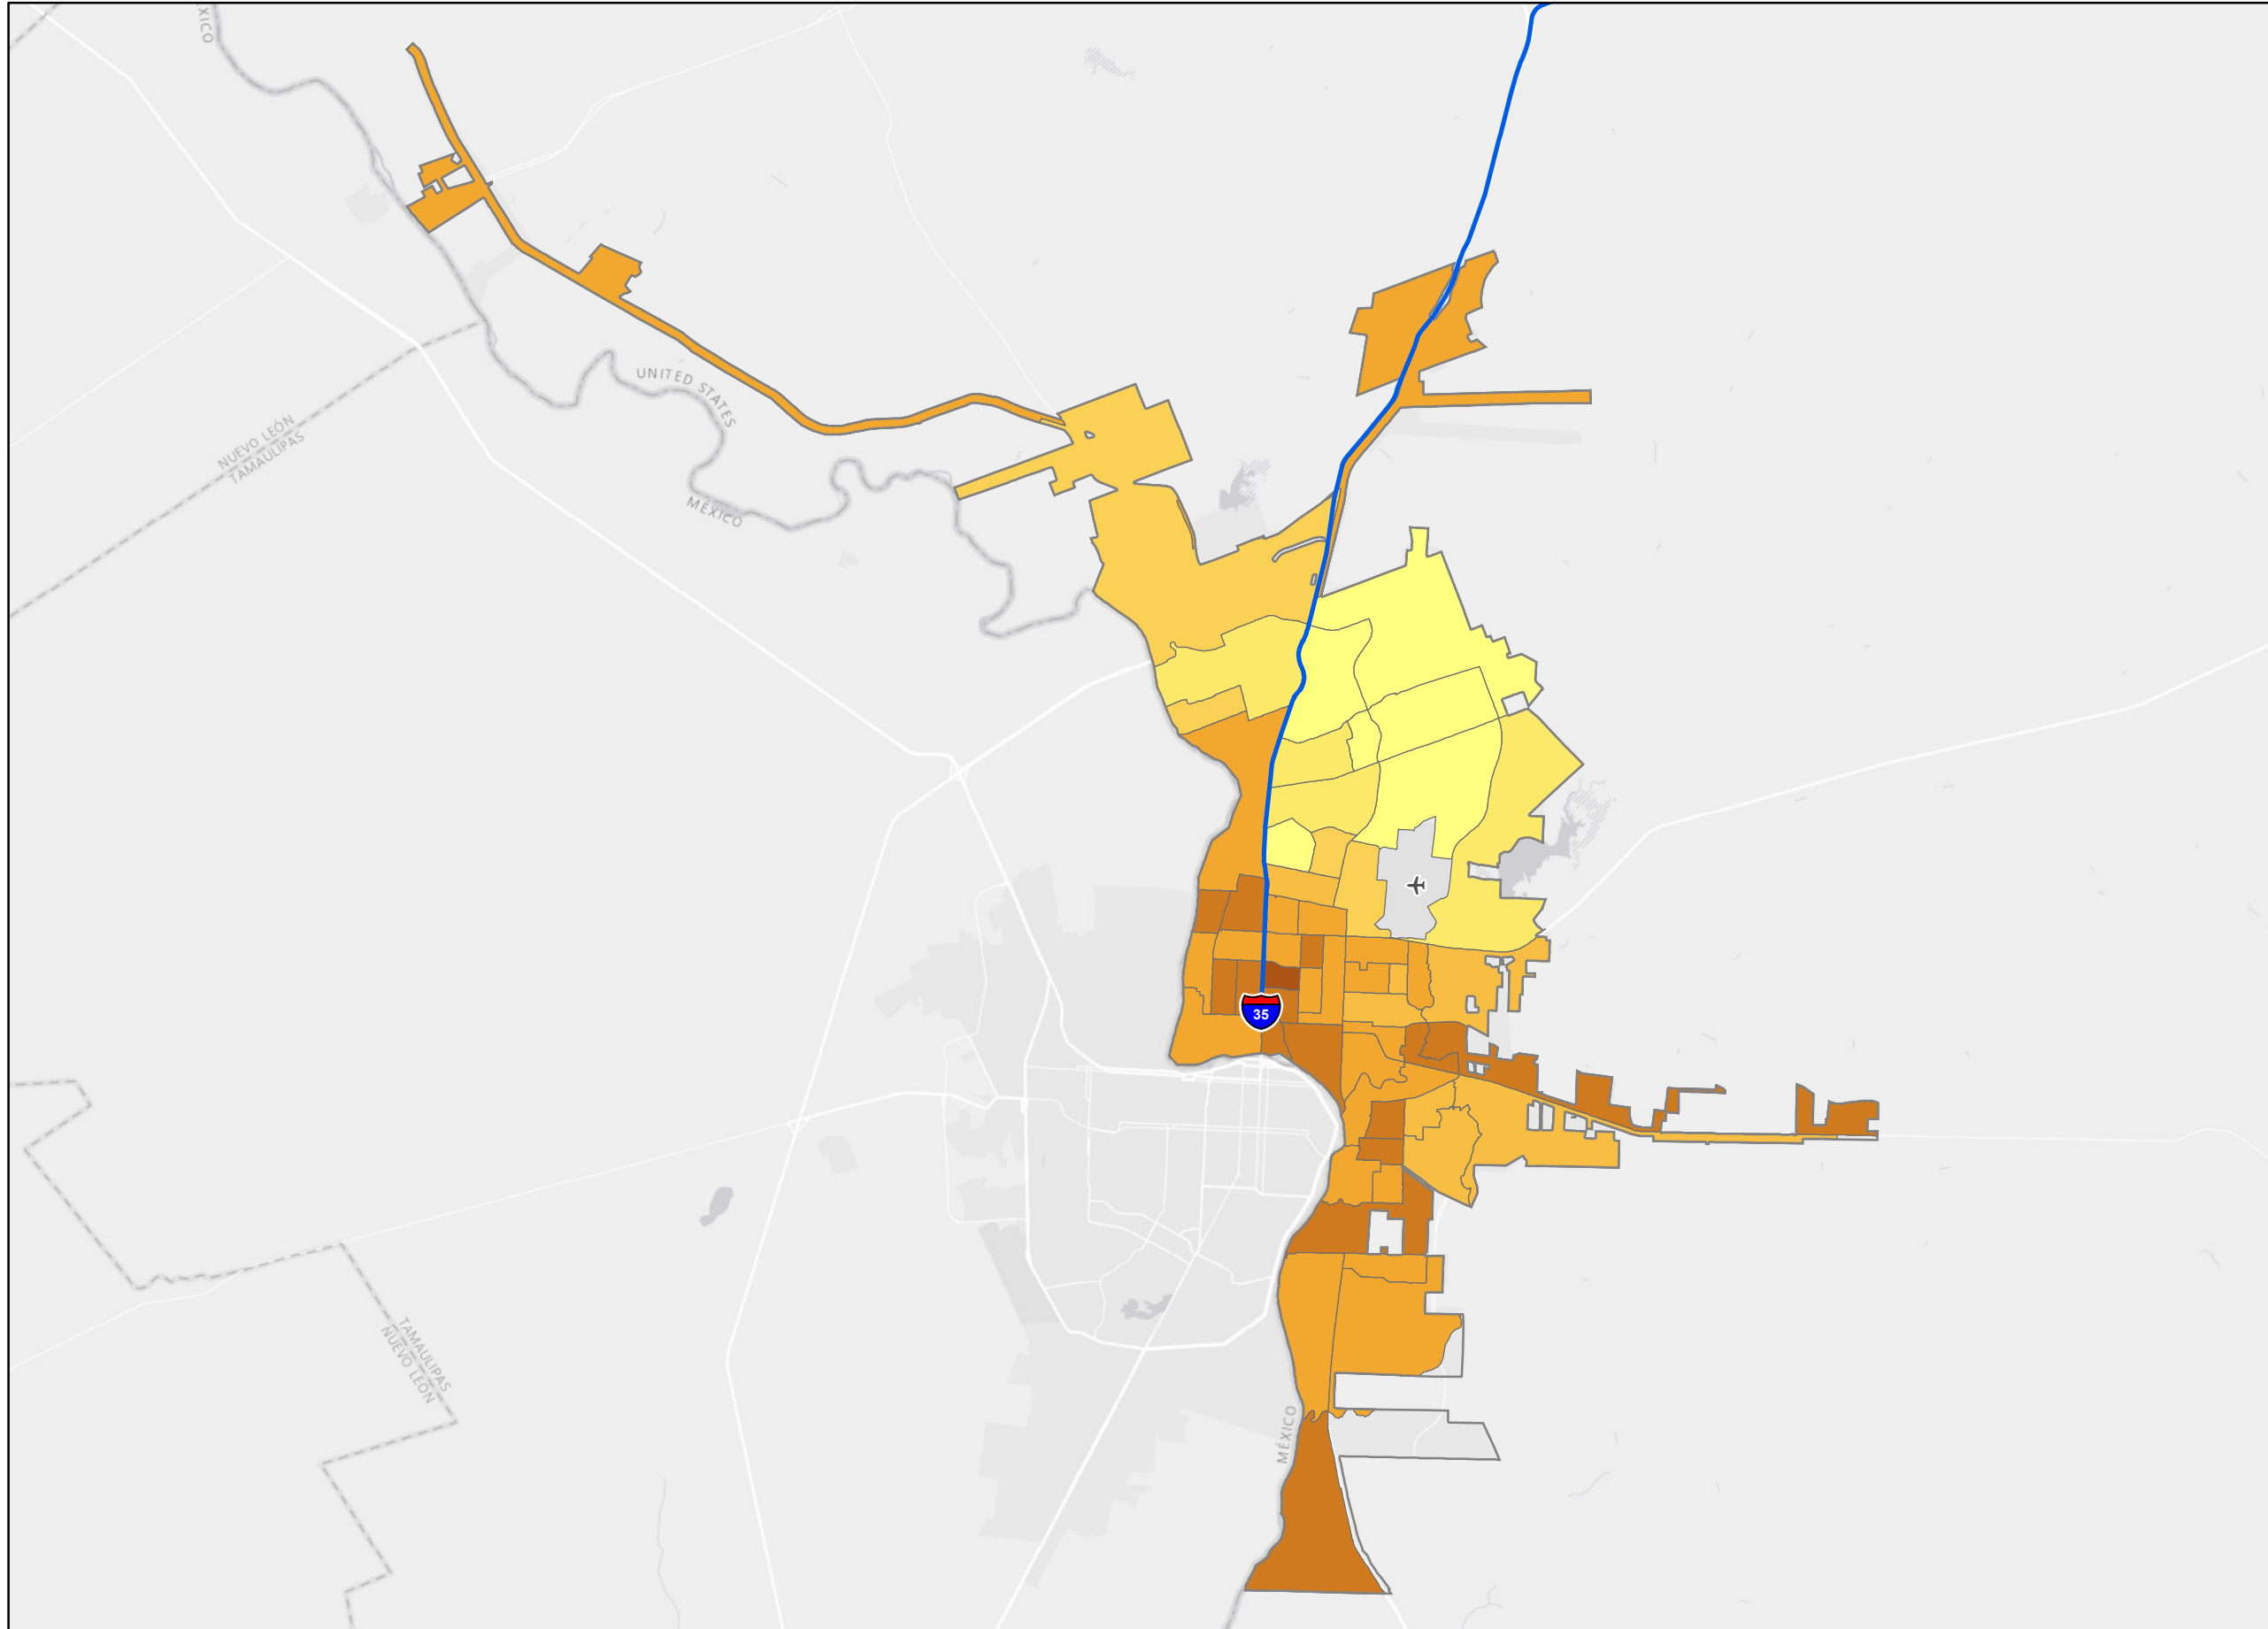 XICO
UNITED STATES
NUEVO LEÓN
TAMAULIPAS
MÉXICO
35
TAMAULIPAS
NUEVO LEÓN
MÉXICO